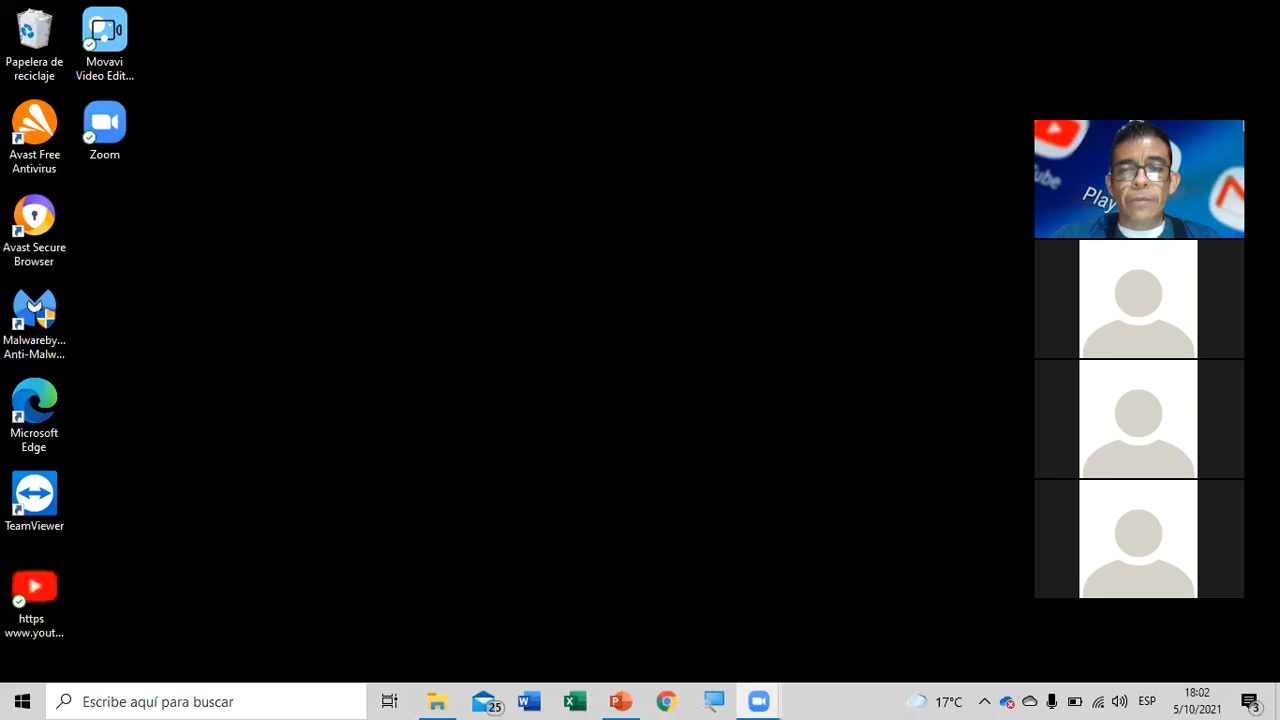 Papelera de
reciclaje
Movavi
Video Edit...
Avast Free
Antivirus
Zoom
Avast Secure
Browser
Malwareby...
Anti-Malw...
Microsoft
Edge
TeamViewer
https
www.yout...
Play
Escribe aquí para buscar
25
17°C
ESP
18:02
5/10/2021
3